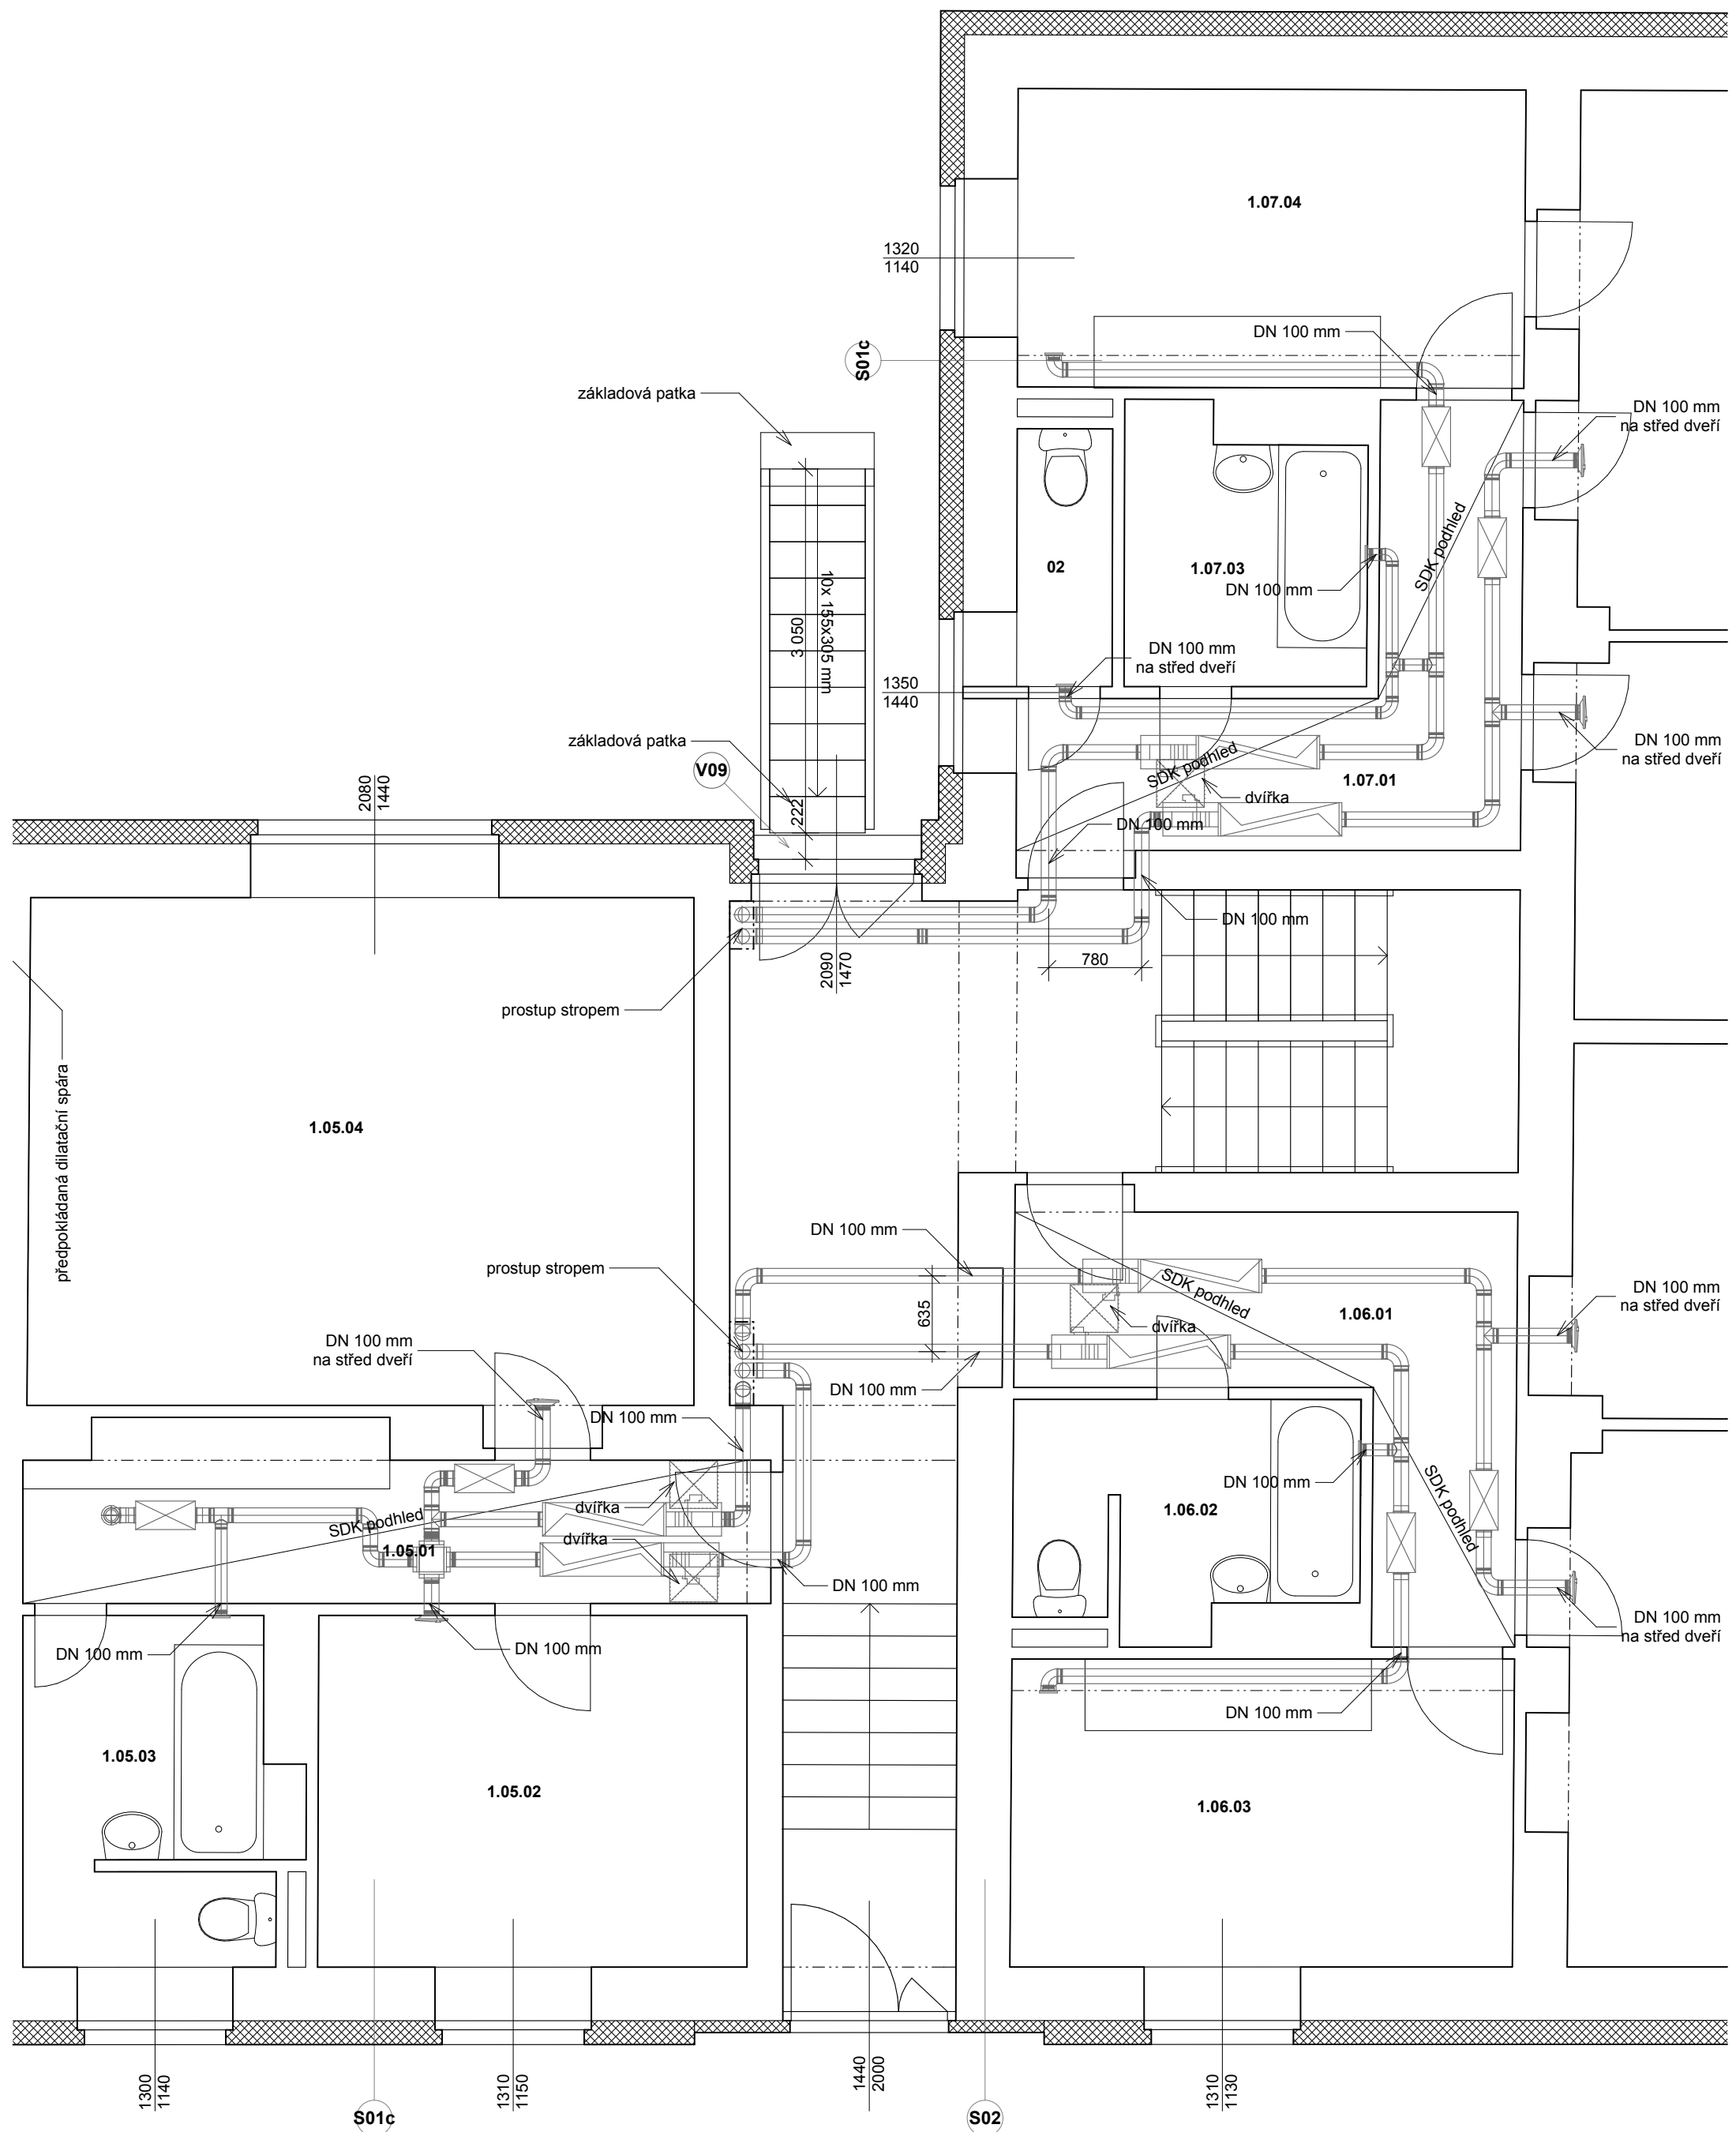 1.07.04
1320
1140
DN 100 mm
S01c
základová patka
DN 100 mm
na střed dveří
SDK podhled
02
1.07.03
DN 100 mm
10x 155x305 mm
3 050
DN 100 mm
na střed dveří
1350
1440
základová patka
V09
DN 100 mm
na střed dveří
SDK podhled
1.07.01
dvířka
2080
1440
222
DN 100 mm
DN 100 mm
780
2090
1470
prostup stropem
předpokládaná dilatační spára
1.05.04
DN 100 mm
prostup stropem
SDK podhled
635
1.06.01
DN 100 mm
na střed dveří
dvířka
DN 100 mm
na střed dveří
DN 100 mm
DN 100 mm
DN 100 mm
1.06.02
SDK podhled
dvířka
SDK podhled
dvířka
1.05.01
DN 100 mm
DN 100 mm
DN 100 mm
DN 100 mm
na střed dveří
DN 100 mm
1.05.03
1.05.02
1.06.03
1300
1140
1310
1150
1440
2000
1310
1130
S01c
S02